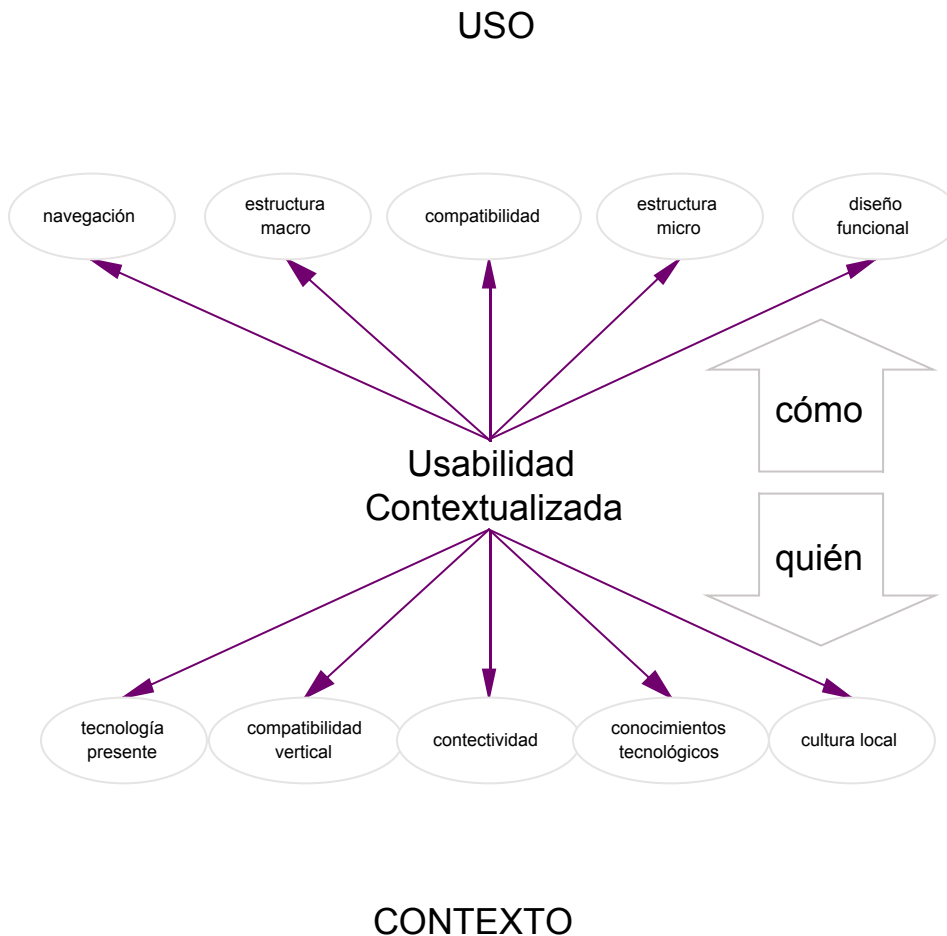 USO
navegación
estructura
macro
compatibilidad
estructura
micro
diseño
funcional
cómo
Usabilidad
Contextualizada
quién
tecnología
presente
compatibilidad
vertical
contectividad
conocimientos
tecnológicos
cultura local
CONTEXTO